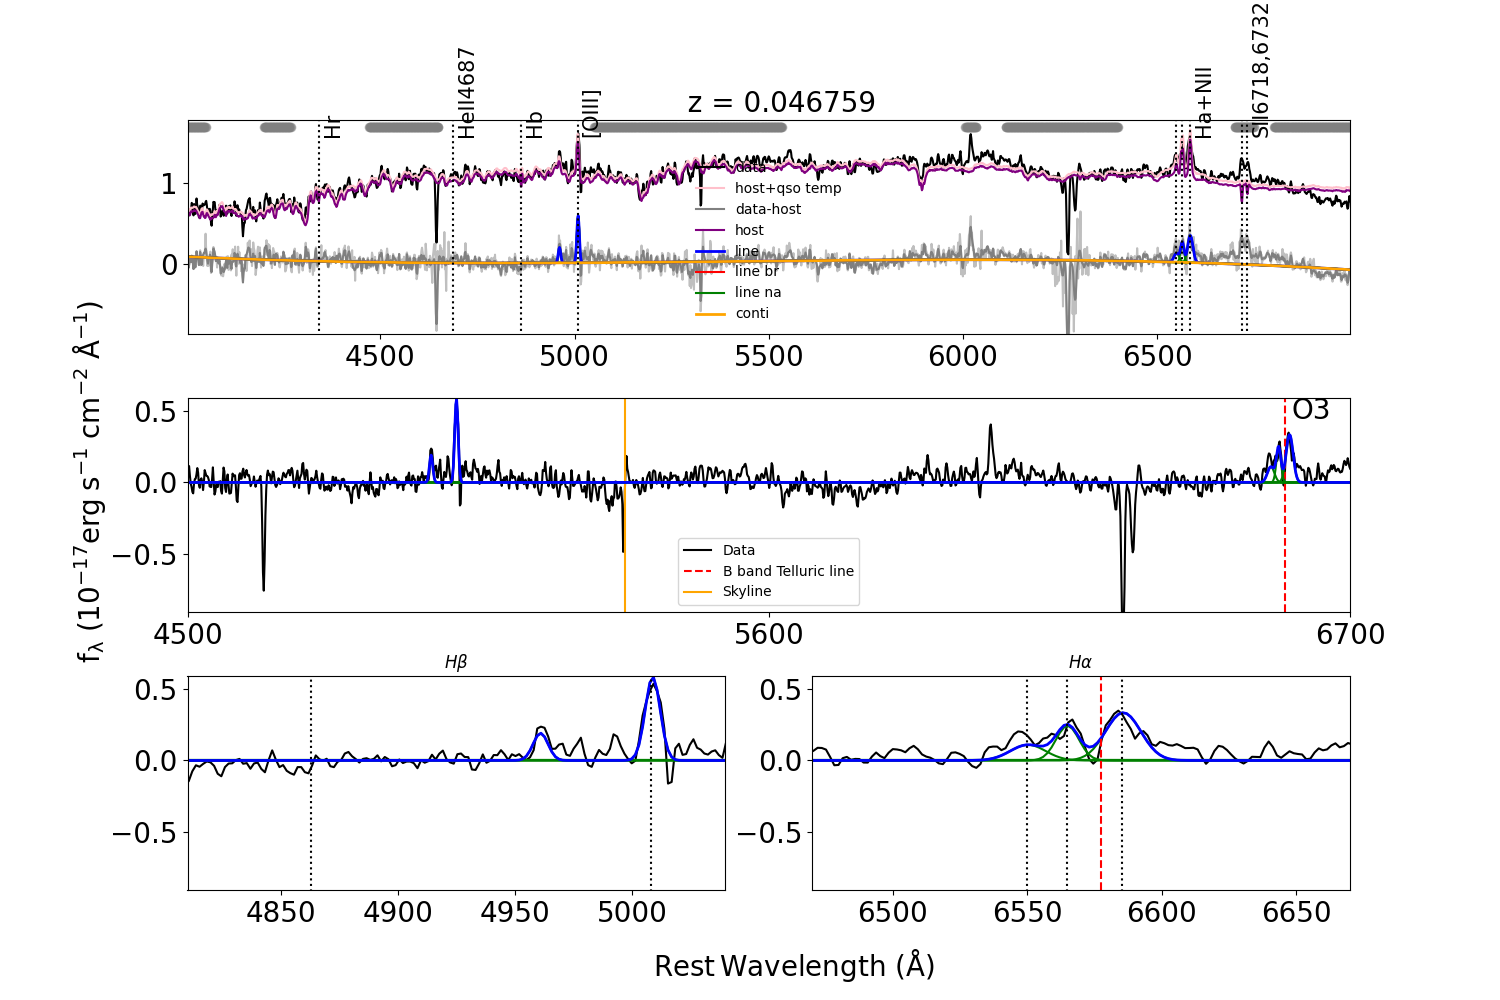 Hr
HeII4687
Hb
[OIII]
Ha+NII
SII6718,6732
z = 0.046759
1
0
data
host+qso temp
data-host
host
line
line br
line na
conti
4500
5000
5500
6000
6500
fλ (10−17erg s−1 cm−2 Å−1)
0.5
0.0
−0.5
O3
Data
B band Telluric line
Skyline
4500
5600
6700
Hβ
0.5
0.0
−0.5
4850
4900
4950
5000
Hα
0.5
0.0
−0.5
6500
6550
6600
6650
Rest Wavelength (Å)